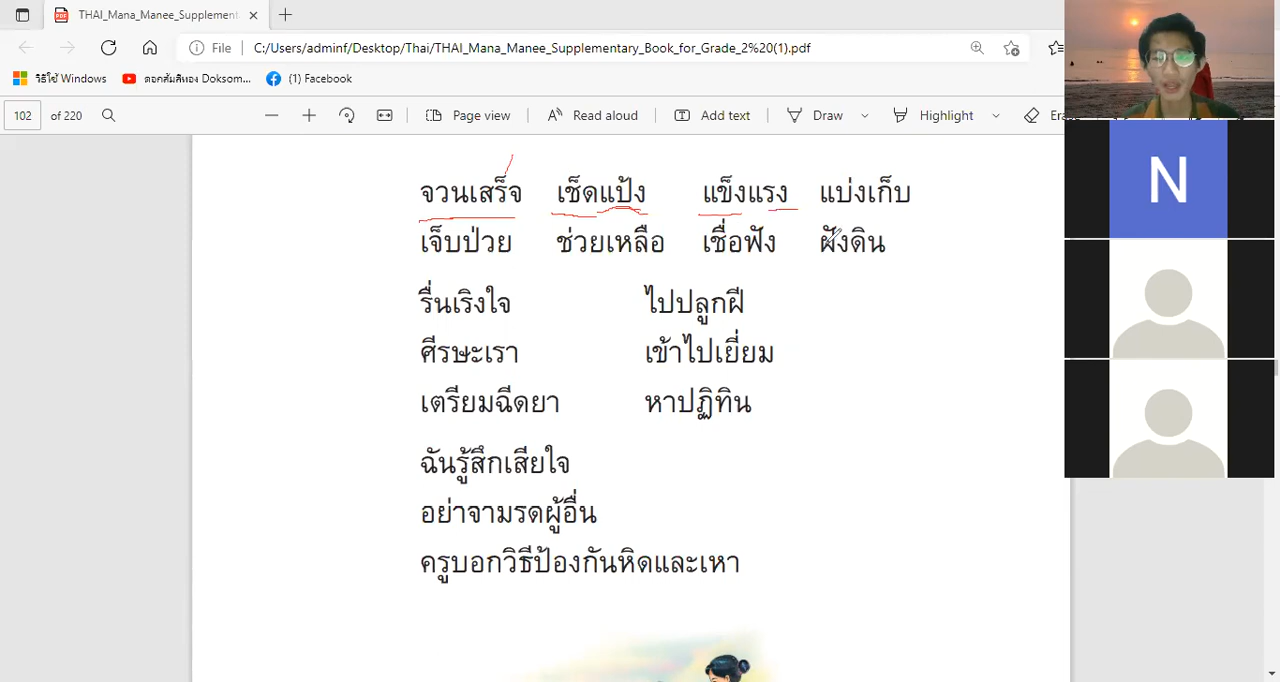 THAI_Mana_Manee_Supplement
File C:/Users/adminf/Desktop/Thai/THAI_Mana_Manee_Supplementary_Book_for_Grade_2%20(1).pdf
วิธีใช้ Windows ดอกส้มสีทอง Doksom... (1) Facebook
102 of 220 Page view Read aloud Add text Draw Highlight Era
จวนเสร็จ เช็ดแป้ง แข็งแรง แบ่งเก็บ
เจ็บป่วย ช่วยเหลือ เชื่อฟัง ฝังดิน
รื่นเริงใจ ไปปลูกฝี
ศีรษะเรา เข้าไปเยี่ยม
เตรียมฉีดยา หาปฏิทิน
ฉันรู้สึกเสียใจ
อย่าจามรดผู้อื่น
ครูบอกวิธีป้องกันหิดและเหา
N